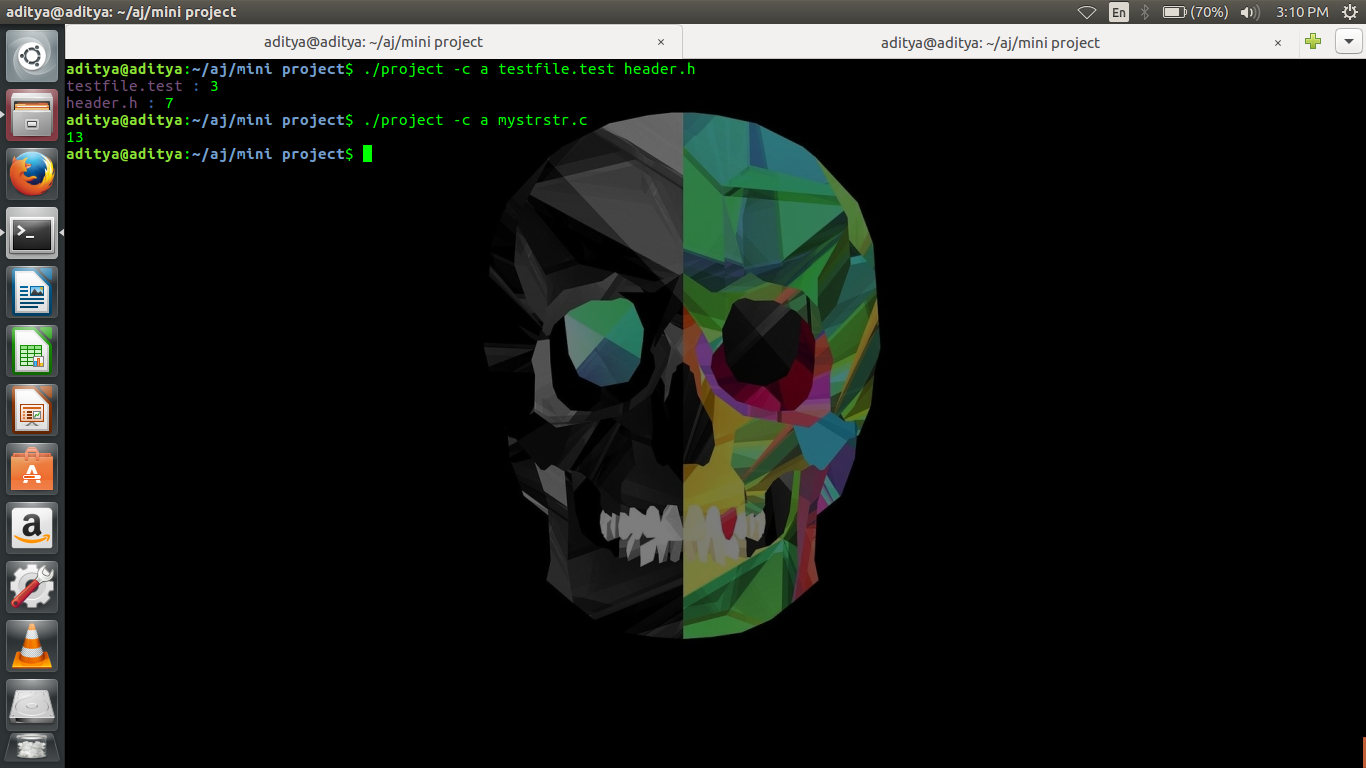 aditya@aditya: ~/aj/mini project
En (70%) 3:10 PM
aditya@aditya: ~/aj/mini project × aditya@aditya: ~/aj/mini project ×
aditya@aditya:~/aj/mini project$ ./project -c a testfile.test header.h
testfile.test : 3
header.h : 7
aditya@aditya:~/aj/mini project$ ./project -c a mystrstr.c
13
aditya@aditya:~/aj/mini project$
>_
A
a